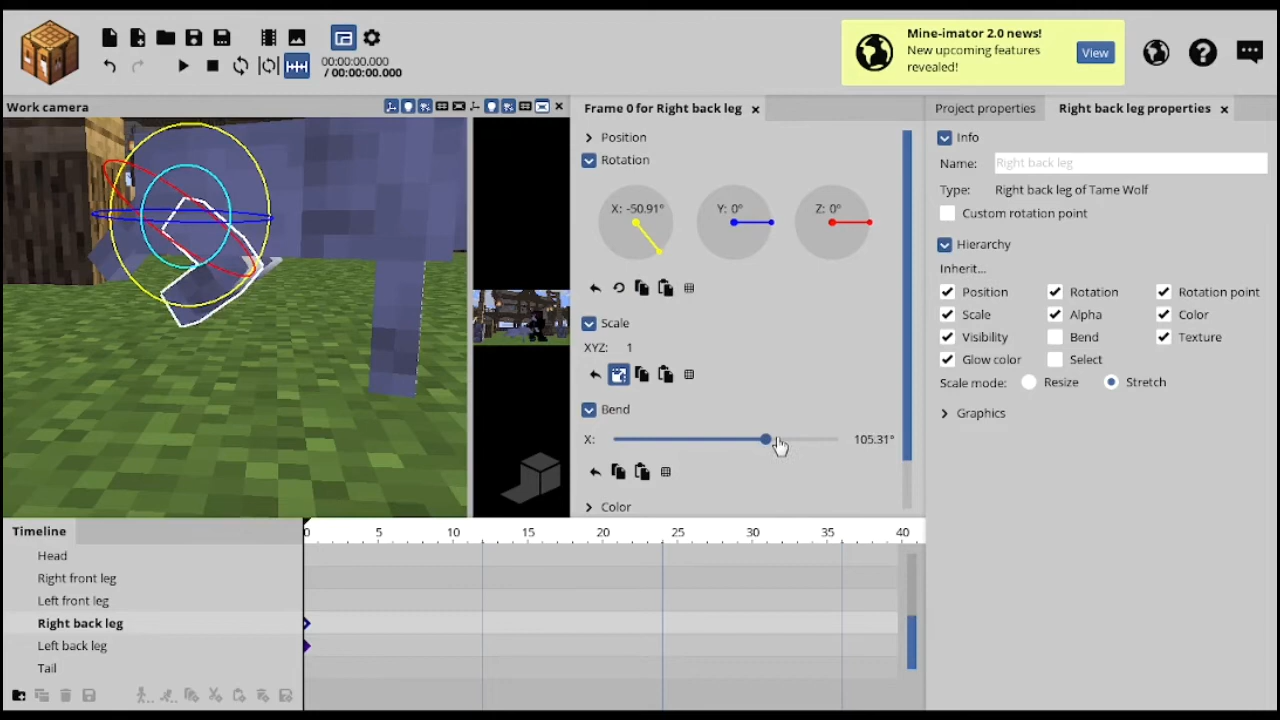 Mine-imator 2.0 news!
New upcoming features
revealed!
View
00:00:00.000
/ 00:00:00.000
Work camera
Frame 0 for Right back leg
Project properties
Right back leg properties
Position
Rotation
X: -50.91°
Y: 0°
Z: 0°
Scale
XYZ: 1
Bend
X: 105.31°
Color
Info
Name: Right back leg
Type: Right back leg of Tame Wolf
Custom rotation point
Hierarchy
Inherit...
Position Rotation Rotation point
Scale Alpha Color
Visibility Bend Texture
Glow color Select
Scale mode: Resize Stretch
Graphics
Timeline
0 5 10 15 20 25 30 35 40
Head
Right front leg
Left front leg
Right back leg
Left back leg
Tail